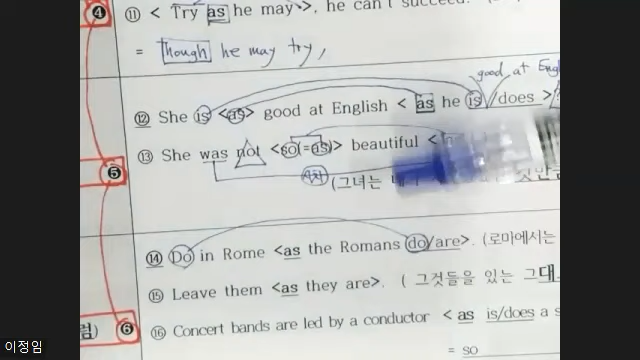 ④ ⑪ < Try as he may >, he can't succeed.
= Though he may try,
good at Eng
⑫ She is <as> good at English < as he is/does >
⑤ ⑬ She was not <so(=as)> beautiful <
(그녀는
⑭ Do in Rome <as the Romans do/are>. (로마에서는
⑮ Leave them <as they are>. ( 그것들을 있는 그대
⑥ ⑯ Concert bands are led by a conductor < as is/does a s
= so
이정임